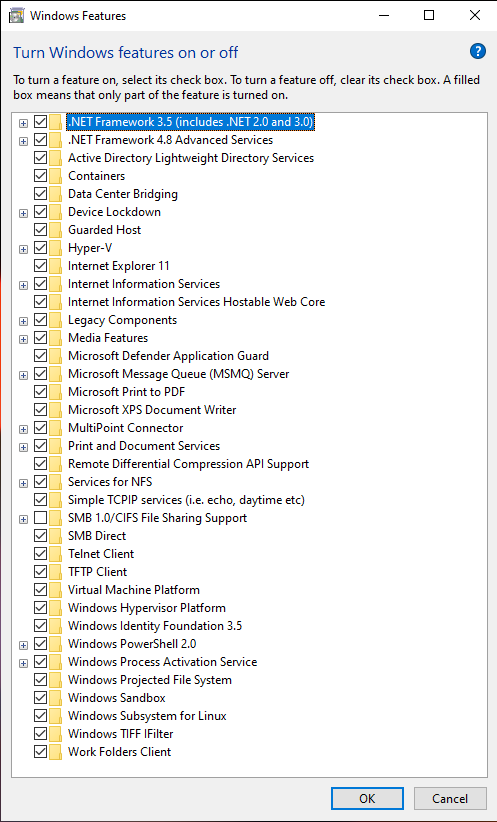 Windows Features
Turn Windows features on or off
?
To turn a feature on, select its check box. To turn a feature off, clear its check box. A filled
box means that only part of the feature is turned on.
.NET Framework 3.5 (includes .NET 2.0 and 3.0)
.NET Framework 4.8 Advanced Services
Active Directory Lightweight Directory Services
Containers
Data Center Bridging
Device Lockdown
Guarded Host
Hyper-V
Internet Explorer 11
Internet Information Services
Internet Information Services Hostable Web Core
Legacy Components
Media Features
Microsoft Defender Application Guard
Microsoft Message Queue (MSMQ) Server
Microsoft Print to PDF
Microsoft XPS Document Writer
MultiPoint Connector
Print and Document Services
Remote Differential Compression API Support
Services for NFS
Simple TCPIP services (i.e. echo, daytime etc)
SMB 1.0/CIFS File Sharing Support
SMB Direct
Telnet Client
TFTP Client
Virtual Machine Platform
Windows Hypervisor Platform
Windows Identity Foundation 3.5
Windows PowerShell 2.0
Windows Process Activation Service
Windows Projected File System
Windows Sandbox
Windows Subsystem for Linux
Windows TIFF IFilter
Work Folders Client
OK Cancel